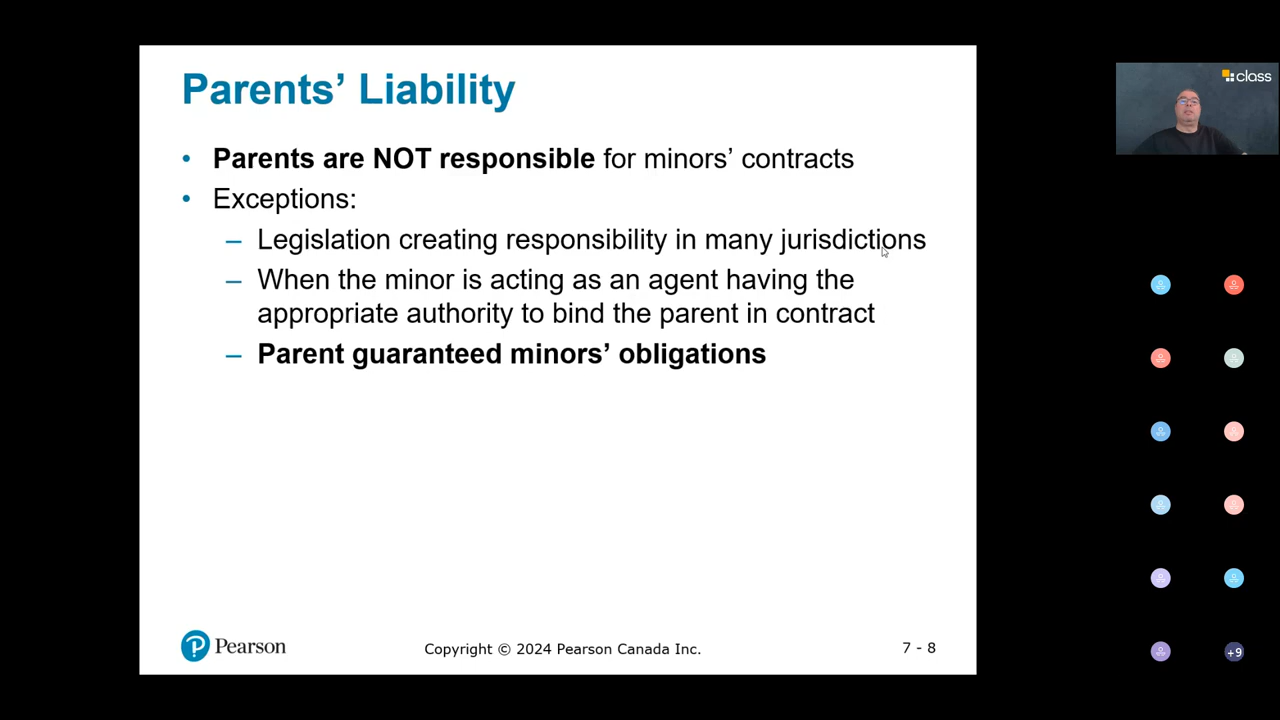 Parents’ Liability
• Parents are NOT responsible for minors’ contracts
• Exceptions:
– Legislation creating responsibility in many jurisdictions
– When the minor is acting as an agent having the
appropriate authority to bind the parent in contract
– Parent guaranteed minors’ obligations
Pearson
Copyright © 2024 Pearson Canada Inc.
7 - 8
class
+9